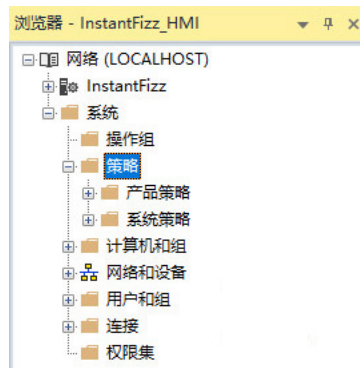 浏览器 - InstantFizz_HMI
网络 (LOCALHOST)
InstantFizz
系统
操作组
策略
产品策略
系统策略
计算机和组
网络和设备
用户和组
连接
权限集